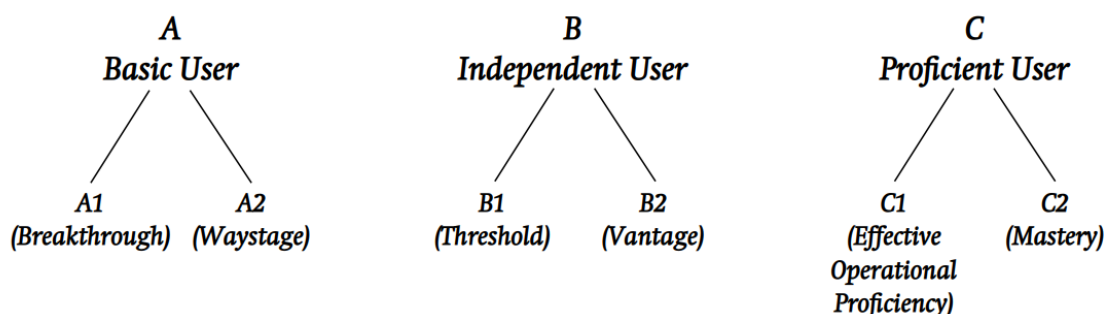 A
Basic User
B
Independent User
C
Proficient User
A1
(Breakthrough)
A2
(Waystage)
B1
(Threshold)
B2
(Vantage)
C1
(Effective
Operational
Proficiency)
C2
(Mastery)